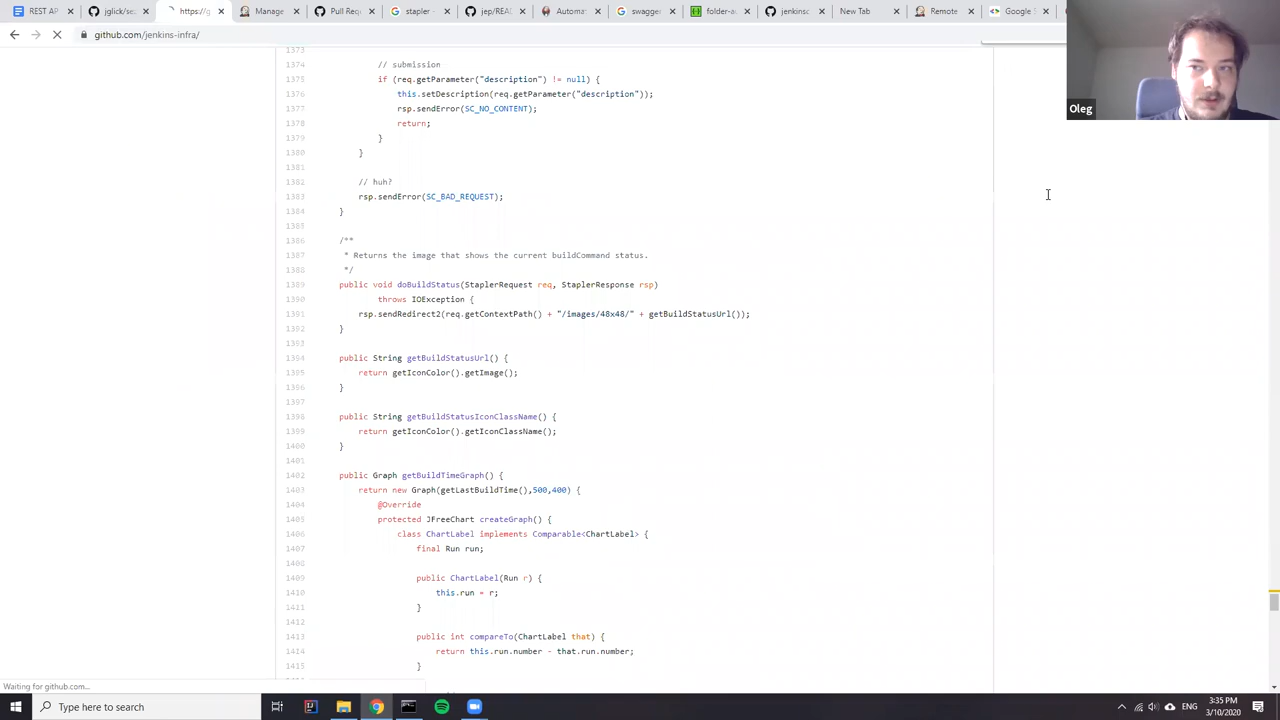 REST AP
jglick/se
https://g
Manage
Pull Req
stapler -
jep/REAI
Automa
swagge
folder-a
jenkins
New Tab
Remote
Google
github.com/jenkins-infra/
1373
1374 // submission
1375 if (req.getParameter("description") != null) {
1376 this.setDescription(req.getParameter("description"));
1377 rsp.sendError(SC_NO_CONTENT);
1378 return;
1379 }
1380 }
1381
1382 // huh?
1383 rsp.sendError(SC_BAD_REQUEST);
1384 }
1385
1386 /**
1387 * Returns the image that shows the current buildCommand status.
1388 */
1389 public void doBuildStatus(StaplerRequest req, StaplerResponse rsp)
1390 throws IOException {
1391 rsp.sendRedirect2(req.getContextPath() + "/images/48x48/" + getBuildStatusUrl());
1392 }
1393
1394 public String getBuildStatusUrl() {
1395 return getIconColor().getImage();
1396 }
1397
1398 public String getBuildStatusIconClassName() {
1399 return getIconColor().getIconClassName();
1400 }
1401
1402 public Graph getBuildTimeGraph() {
1403 return new Graph(getLastBuildTime(),500,400) {
1404 @Override
1405 protected JFreeChart createGraph() {
1406 class ChartLabel implements Comparable<ChartLabel> {
1407 final Run run;
1408
1409 public ChartLabel(Run r) {
1410 this.run = r;
1411 }
1412
1413 public int compareTo(ChartLabel that) {
1414 return this.run.number - that.run.number;
1415 }
Oleg
Waiting for github.com...
Type here to search
ENG
3:35 PM
3/10/2020